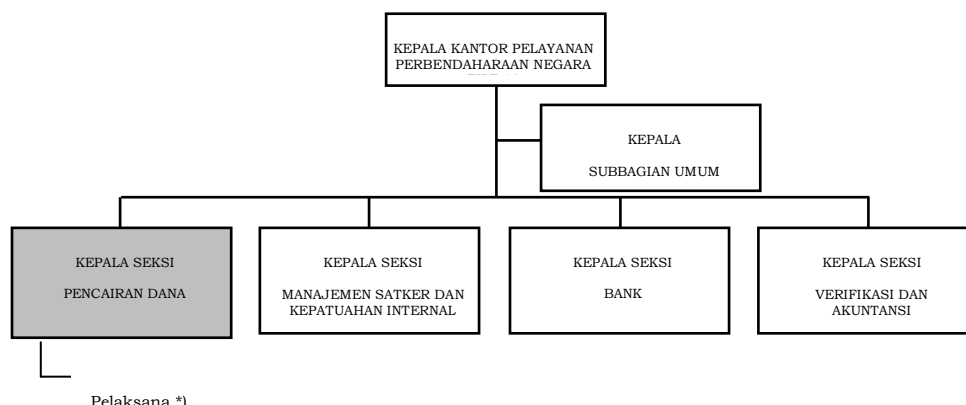 KEPALA KANTOR PELAYANAN
PERBENDAHARAAN NEGARA
KEPALA
SUBBAGIAN UMUM
KEPALA SEKSI
PENCAIRAN DANA
KEPALA SEKSI
MANAJEMEN SATKER DAN
KEPATUAHAN INTERNAL
KEPALA SEKSI
BANK
KEPALA SEKSI
VERIFIKASI DAN
AKUNTANSI
Pelaksana *)